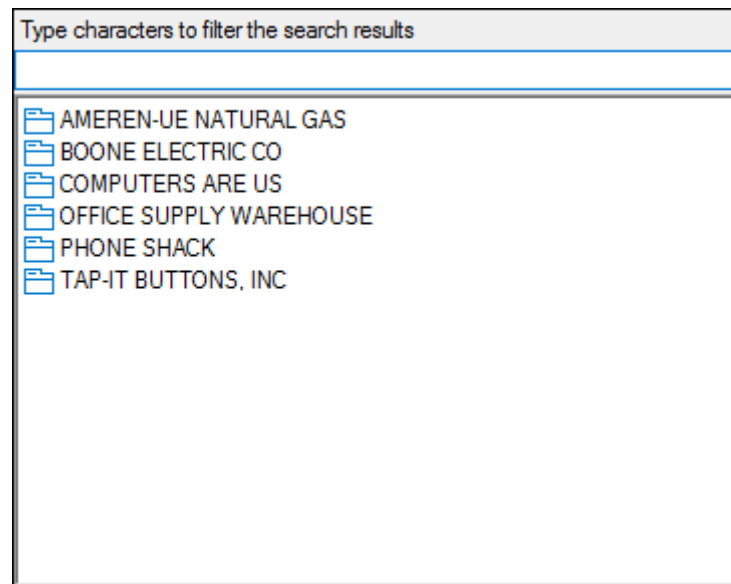 Type characters to filter the search results
AMEREN-UE NATURAL GAS
BOONE ELECTRIC CO
COMPUTERS ARE US
OFFICE SUPPLY WAREHOUSE
PHONE SHACK
TAP-IT BUTTONS, INC